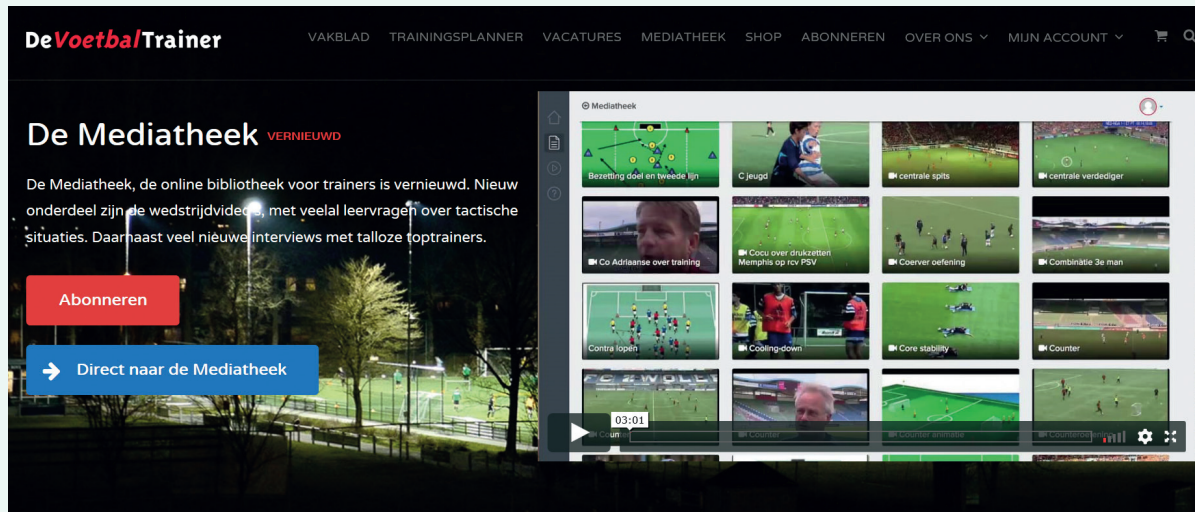 DeVoetbalTrainer
VAKBLAD TRAININGSPLANNER VACATURES MEDIATHEEK SHOP ABONNEREN OVER ONS MIJN ACCOUNT
De Mediatheek VERNIEUWD
De Mediatheek, de online bibliotheek voor trainers is vernieuwd. Nieuw
onderdeel zijn de wedstrijdvideo's, met veelal leervragen over tactische
situaties. Daarnaast veel nieuwe interviews met talloze toptrainers.
Abonneren
Direct naar de Mediatheek
Mediatheek
Bezetting doel en tweede lijn
C jeugd
centrale spits
centrale verdediger
Co Adriaanse over training
Cocu over drukzetten
Memphis op rcv PSV
Coerver oefening
Combinatie 3e man
Contra lopen
Cooling-down
Core stability
Counter
03:01
Counter
Counter
Counter animatie
Counteroefening